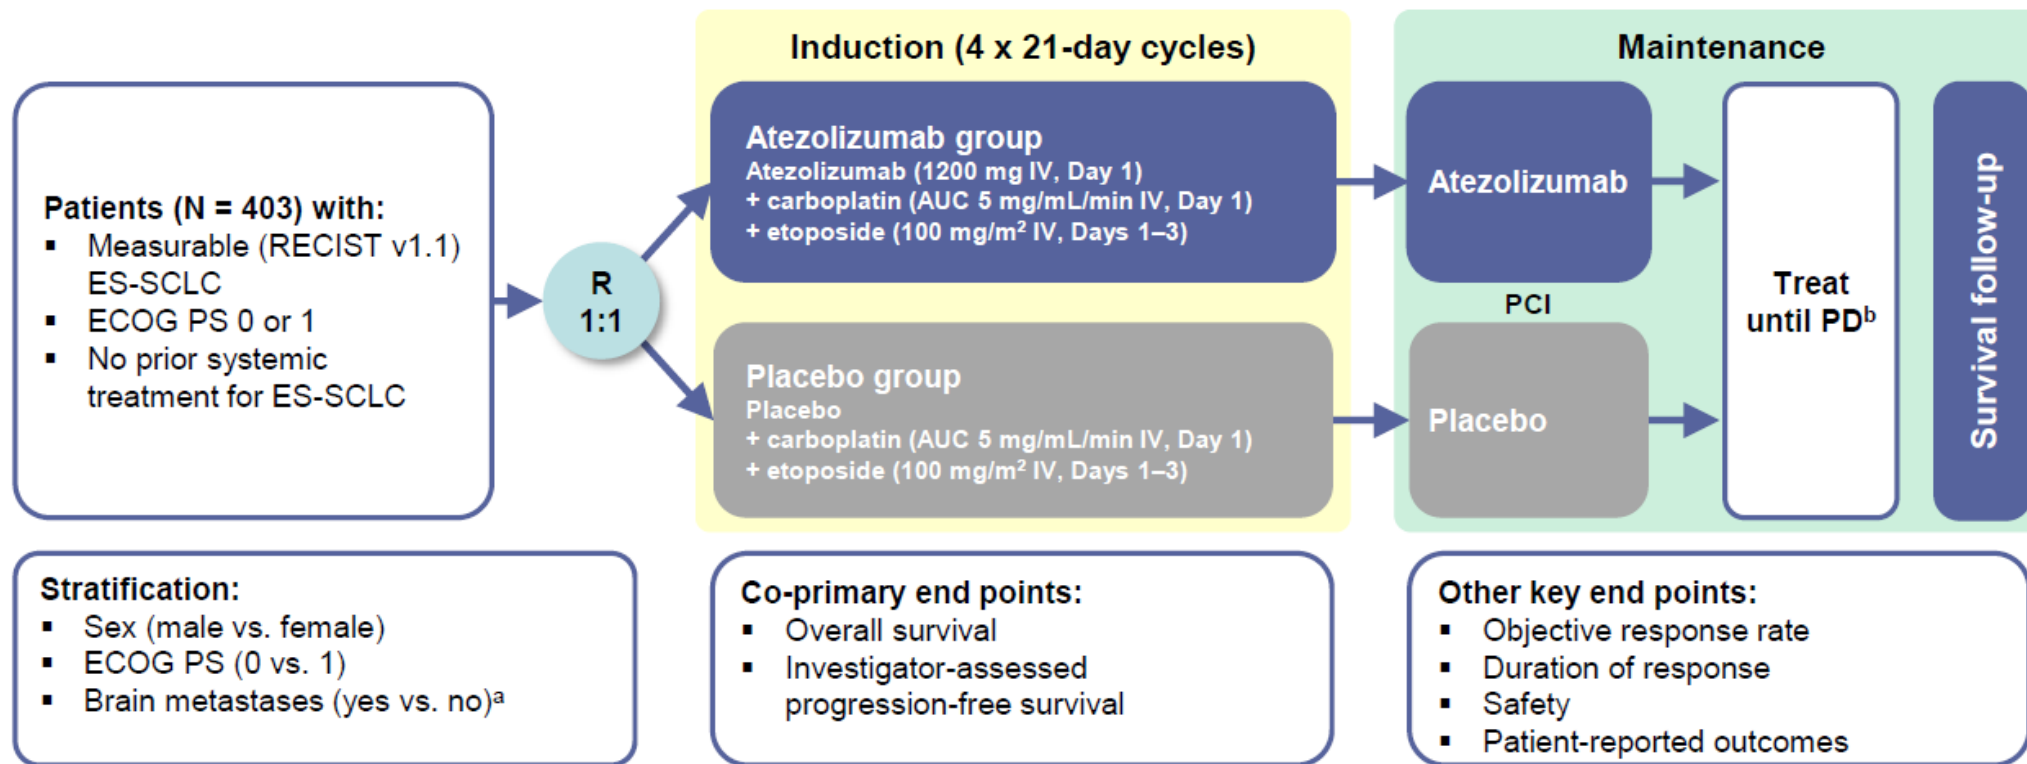 Induction (4 x 21-day cycles)
Maintenance
Patients (N = 403) with:
▪ Measurable (RECIST v1.1)
ES-SCLC
▪ ECOG PS 0 or 1
▪ No prior systemic
treatment for ES-SCLC
R
1:1
Atezolizumab group
Atezolizumab (1200 mg IV, Day 1)
+ carboplatin (AUC 5 mg/mL/min IV, Day 1)
+ etoposide (100 mg/m² IV, Days 1–3)
Placebo group
Placebo
+ carboplatin (AUC 5 mg/mL/min IV, Day 1)
+ etoposide (100 mg/m² IV, Days 1–3)
Atezolizumab
PCI
Placebo
Treat
until PDᵇ
Survival follow-up
Stratification:
▪ Sex (male vs. female)
▪ ECOG PS (0 vs. 1)
▪ Brain metastases (yes vs. no)ᵃ
Co-primary end points:
▪ Overall survival
▪ Investigator-assessed
progression-free survival
Other key end points:
▪ Objective response rate
▪ Duration of response
▪ Safety
▪ Patient-reported outcomes